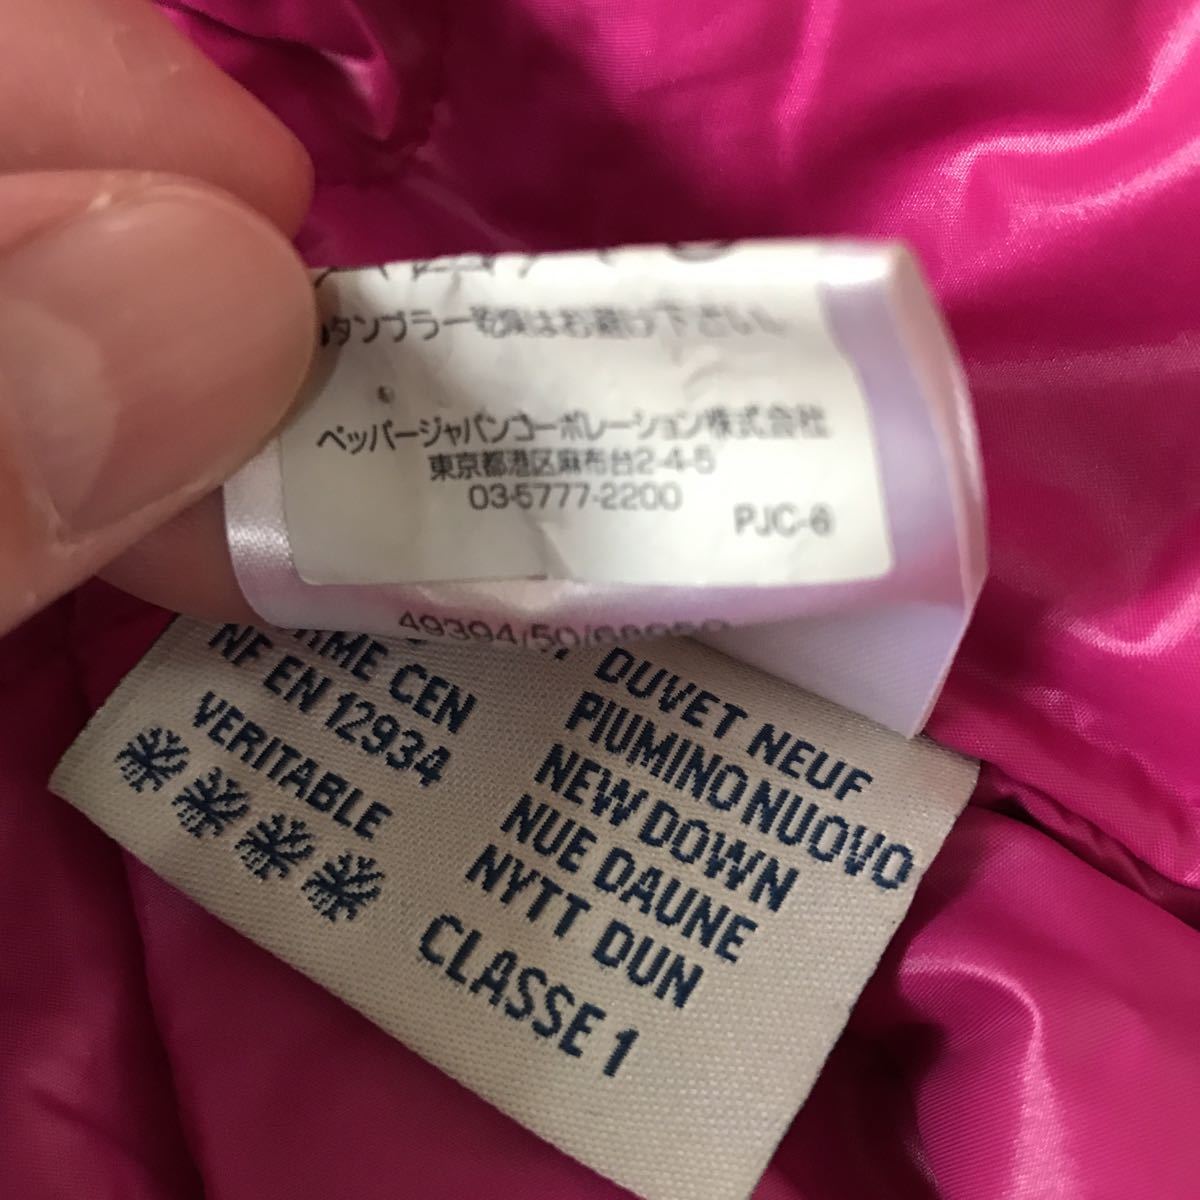 タンブラー乾燥はお避け下さい。
ペッパージャパンコーポレーション株式会社
東京都港区麻布台2-4-5
03-5777-2200
PJC-6
49394/50/68950
CEN
NF EN 12934
VERITABLE
DUVET NEUF
PIUMINO NUOVO
NEW DOWN
NUE DAUNE
NYTT DUN
CLASSE 1